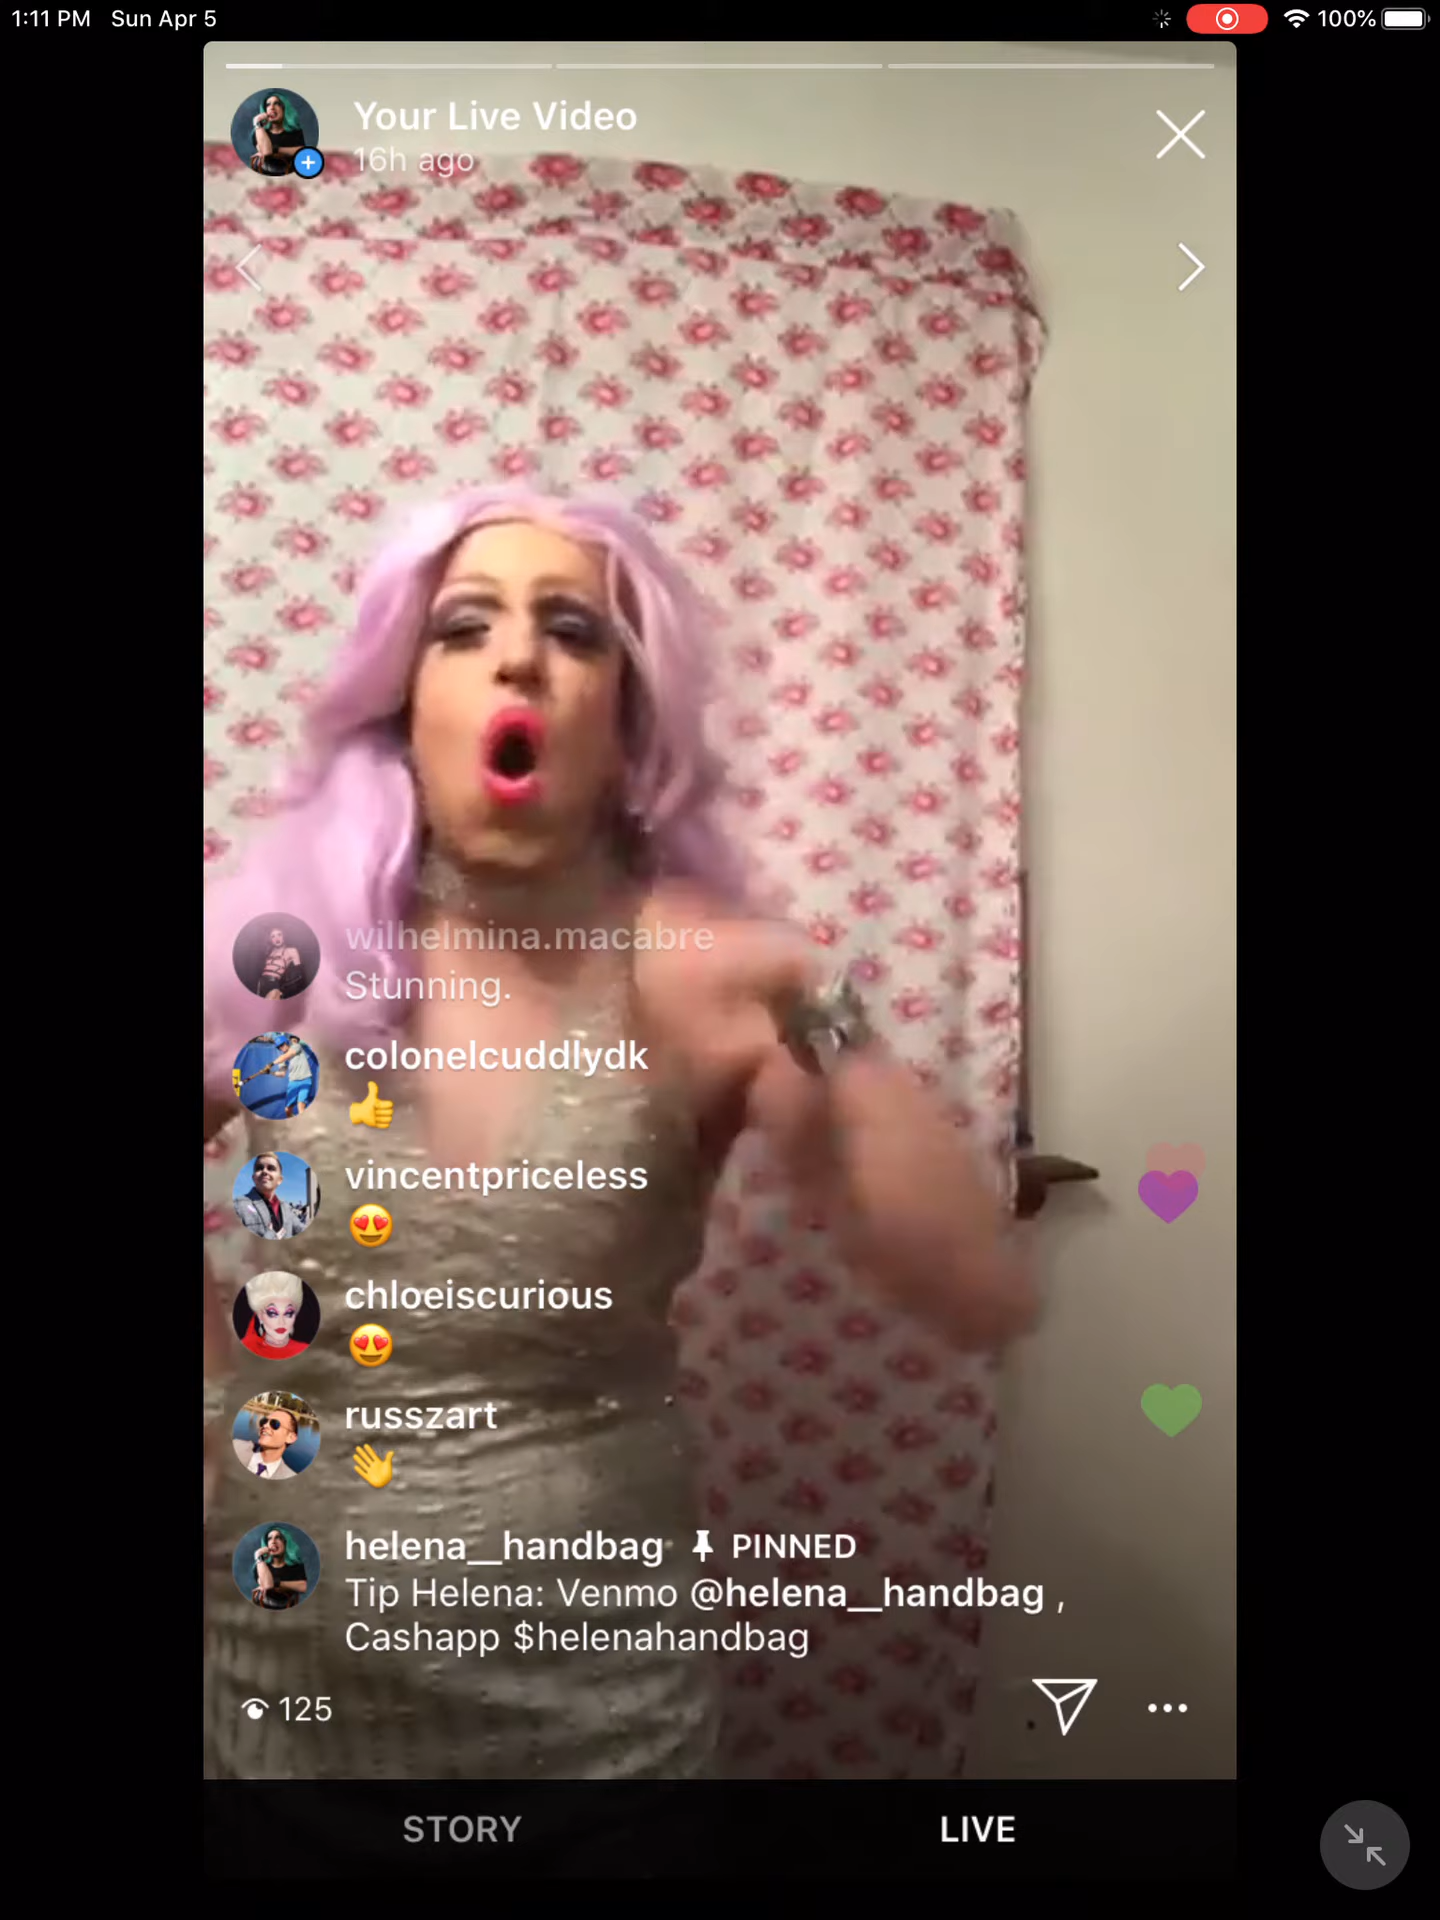 1:11 PM Sun Apr 5 100%
Your Live Video
16h ago
wilhelmina.macabre
Stunning.
colonelcuddlydk
👍
vincentpriceless
😍
chloeiscurious
😍
russzart
👋
helena__handbag PINNED
Tip Helena: Venmo @helena__handbag ,
Cashapp $helenahandbag
125
STORY LIVE